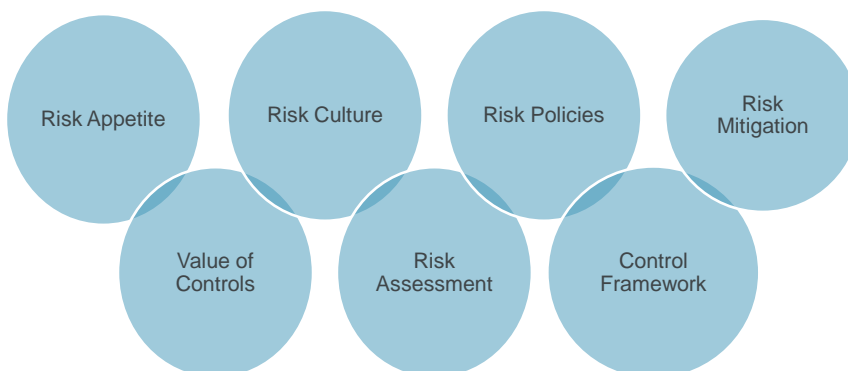 Risk Appetite
Risk Culture
Risk Policies
Risk
Mitigation
Value of
Controls
Risk
Assessment
Control
Framework